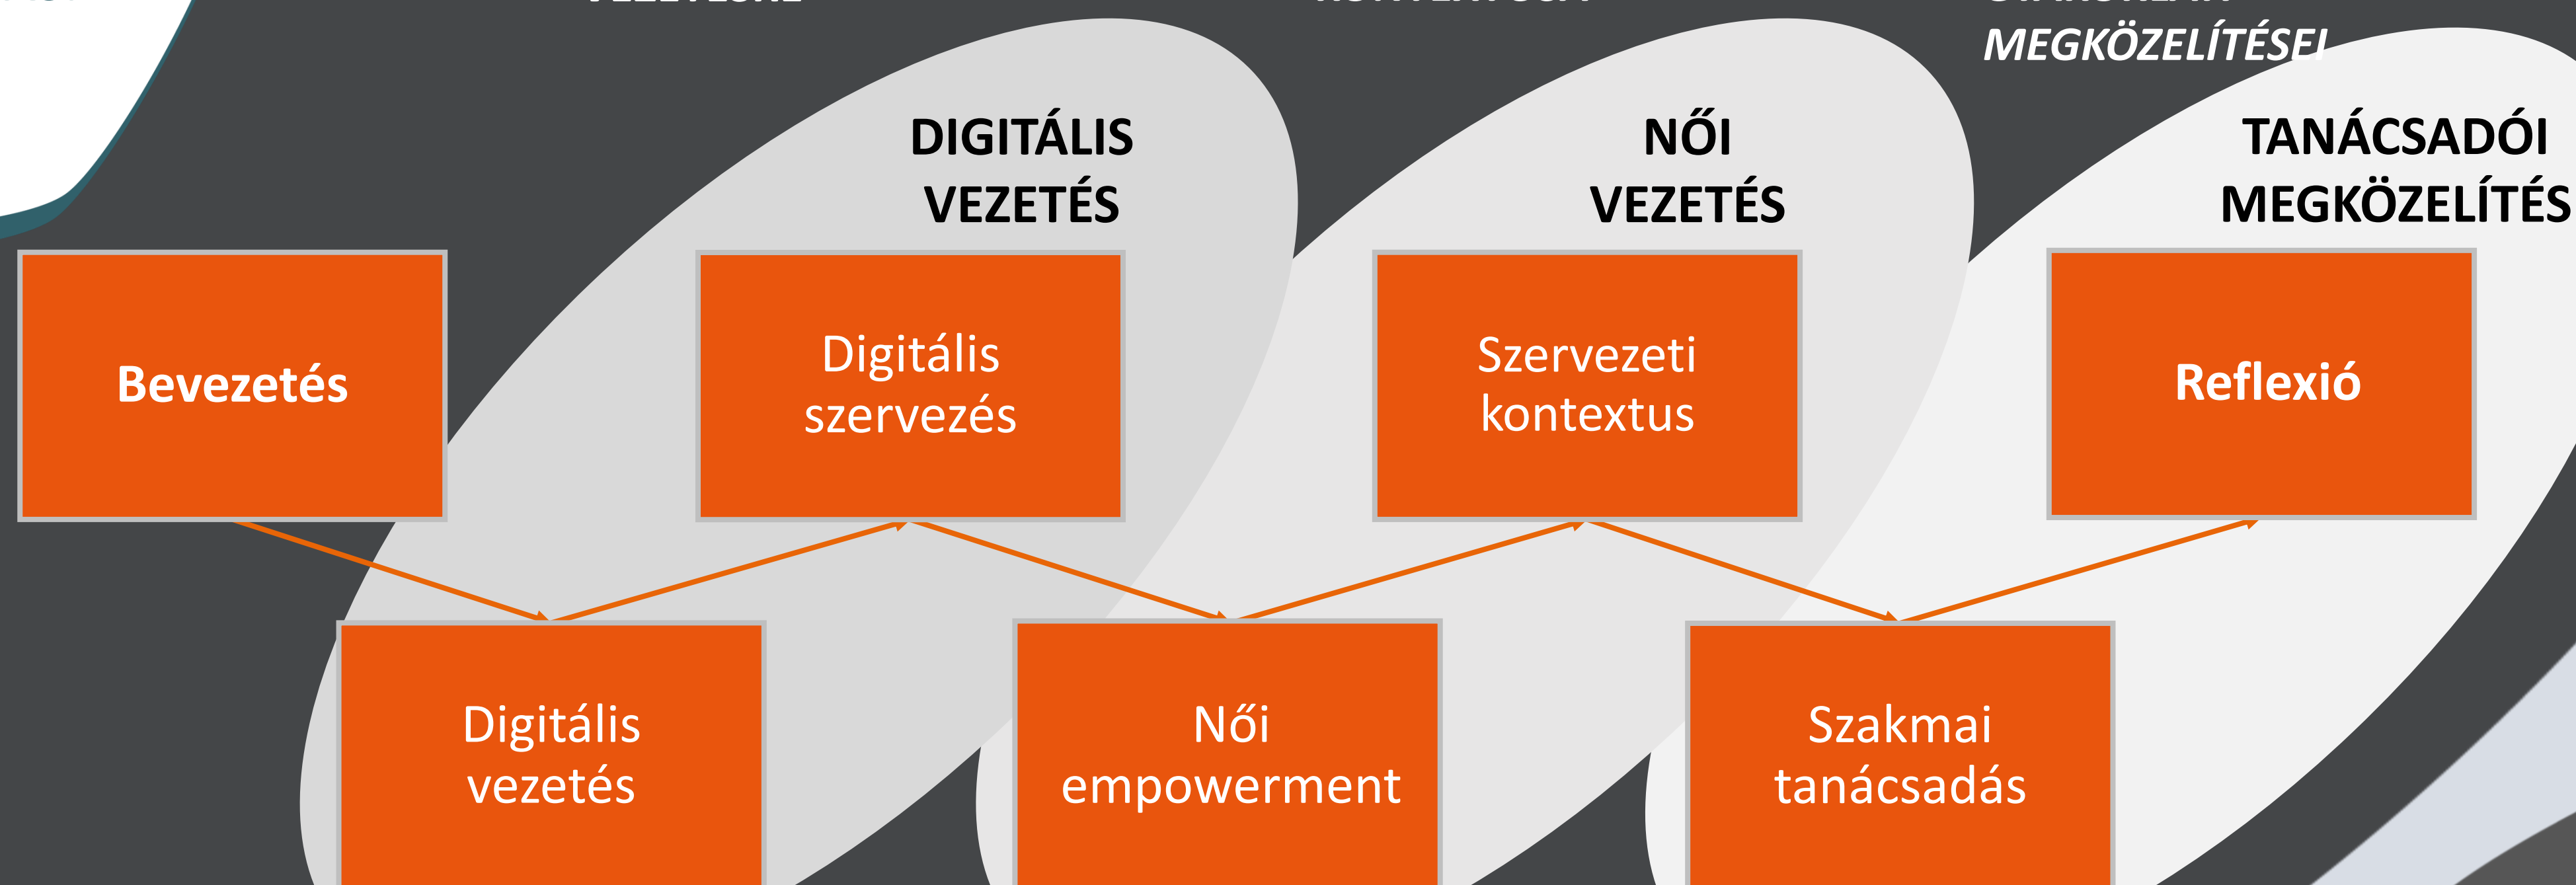 MEGKÖZELÍTÉSEI
DIGITÁLIS
VEZETÉS
NŐI
VEZETÉS
TANÁCSADÓI
MEGKÖZELÍTÉS
Bevezetés
Digitális
szervezés
Szervezeti
kontextus
Reflexió
Digitális
vezetés
Női
empowerment
Szakmai
tanácsadás